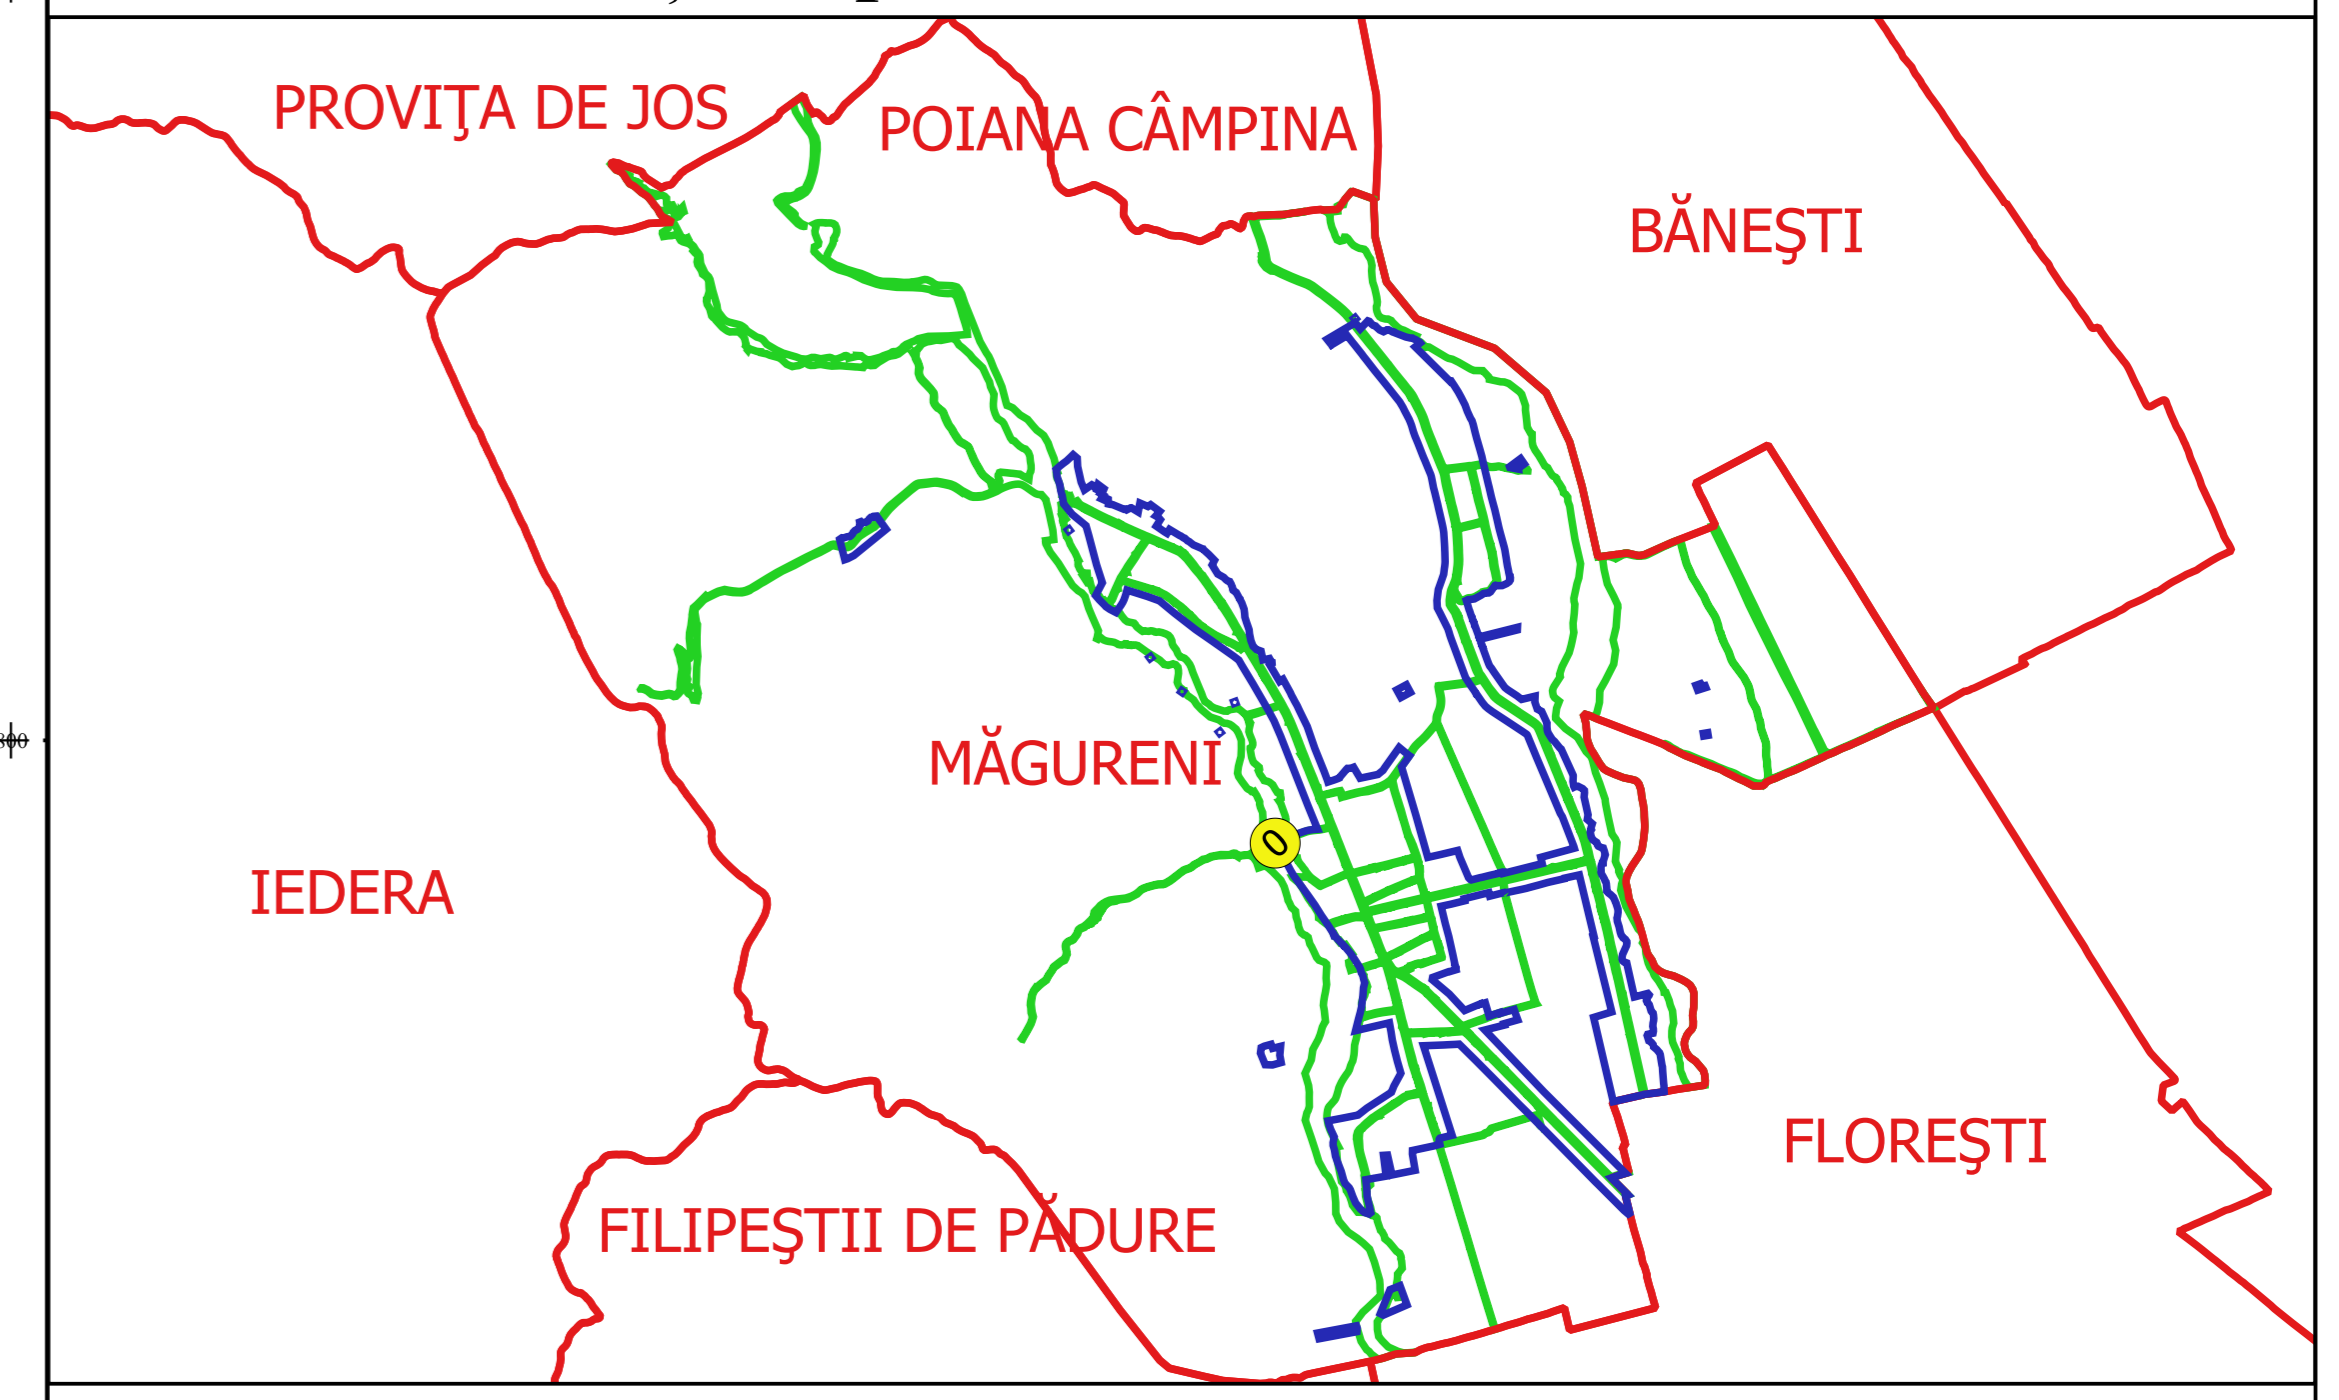 PROVIŢA DE JOS
POIANA CÂMPINA
BĂNEŞTI
MĂGURENI
0
IEDERA
FLOREŞTI
FILIPEŞTII DE PĂDURE